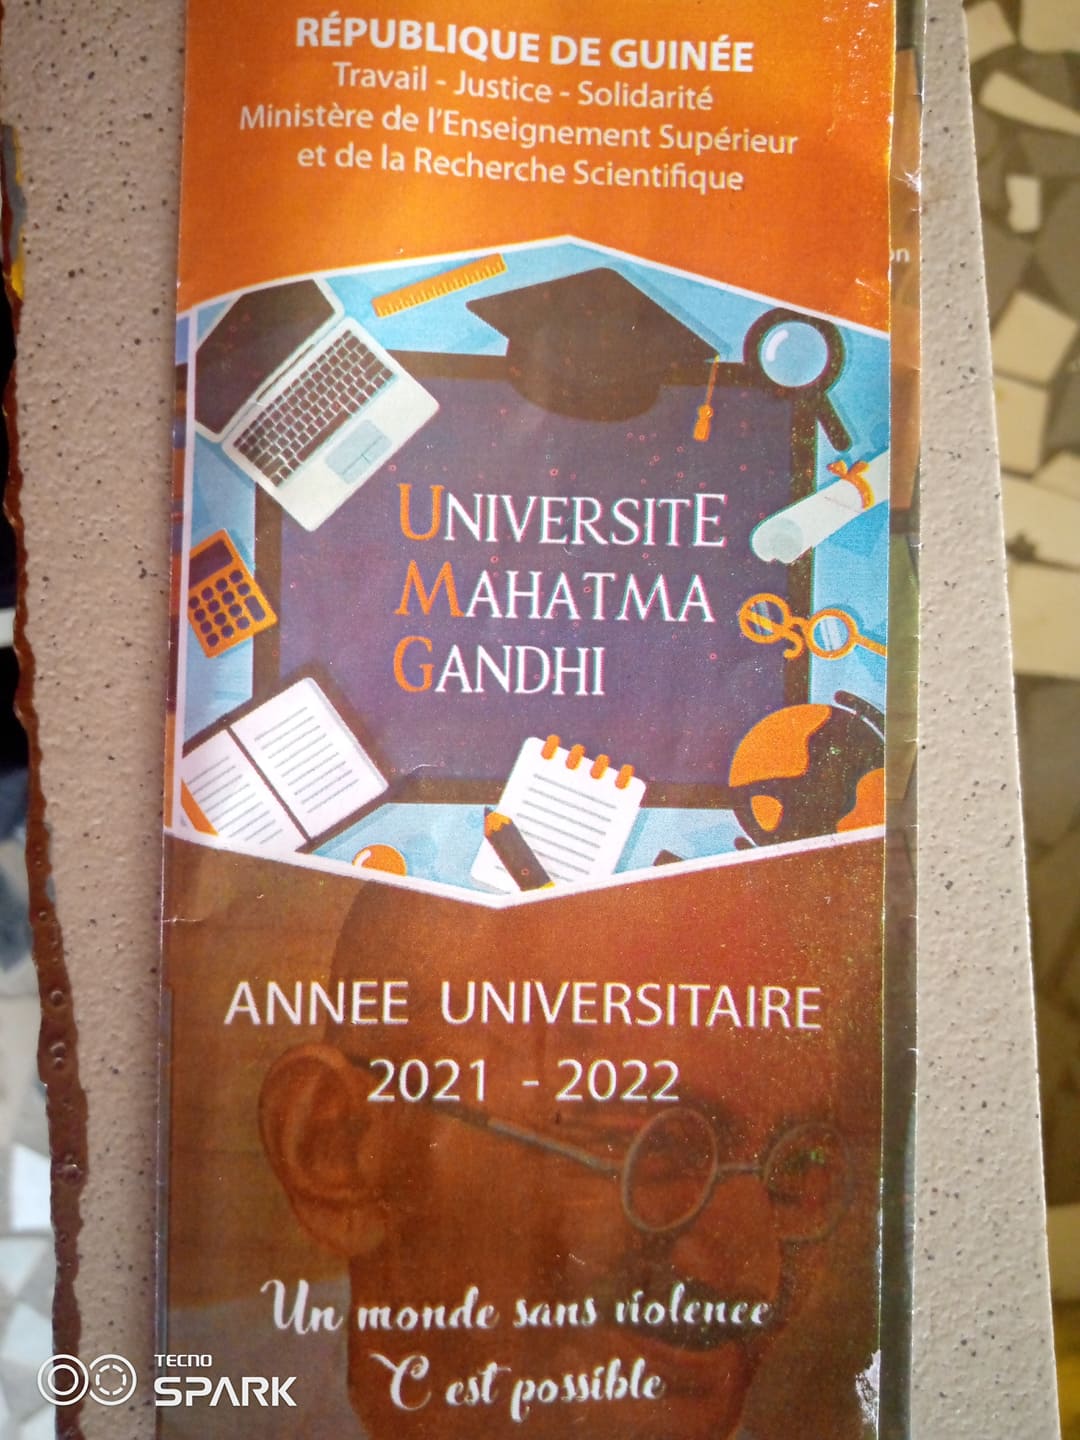 RÉPUBLIQUE DE GUINÉE
Travail - Justice - Solidarité
Ministère de l'Enseignement Supérieur
et de la Recherche Scientifique
on
UNIVERSITE
MAHATMA
GANDHI
ANNEE UNIVERSITAIRE
2021 - 2022
Un monde sans violence
C est possible
TECNO
SPARK